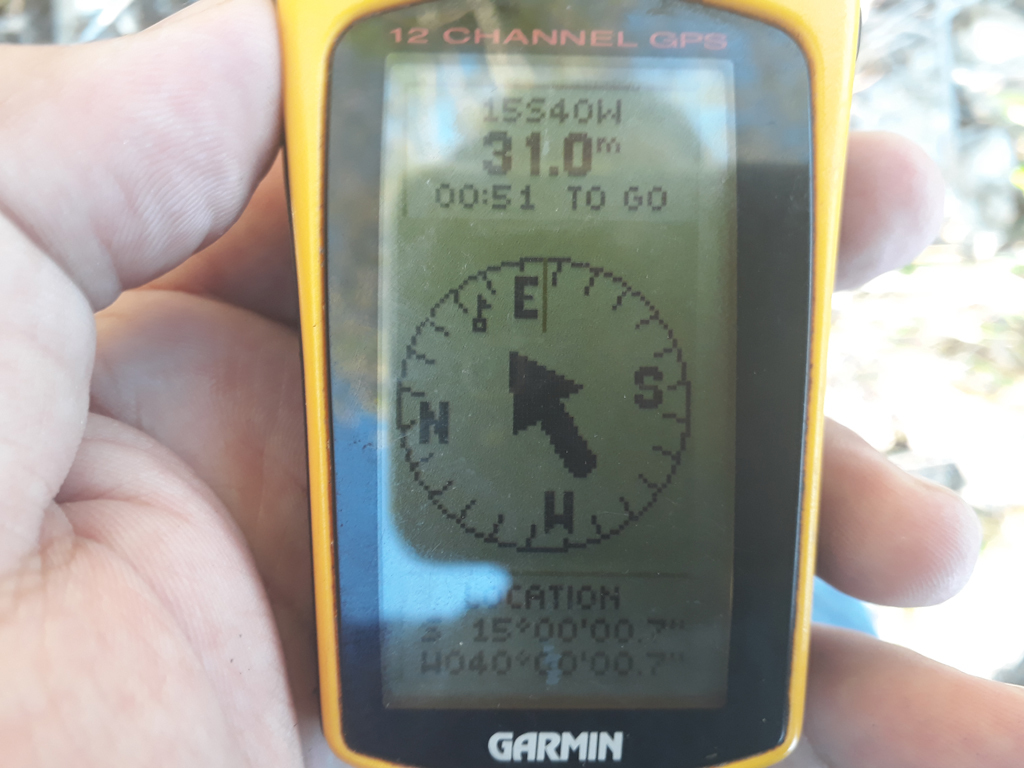 12 CHANNEL GPS
15S40W
31.0m
00:51 TO GO
E
S
N
W
LOCATION
S 15°00'00.7"
W040°00'00.7"
GARMIN